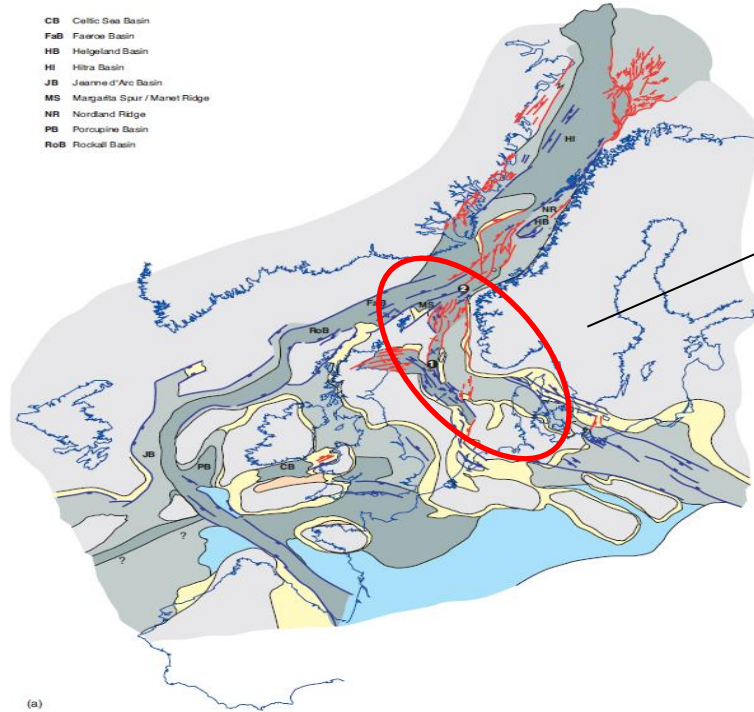 CB Celtic Sea Basin
FaB Faeroe Basin
HB Helgeland Basin
HI Hitra Basin
JB Jeanne d'Arc Basin
MS Margarita Spur / Manet Ridge
NR Nordland Ridge
PB Porcupine Basin
RoB Rockall Basin
HI
NR
HB
2
FaB
MS
RoB
1
JB
PB
CB
?
?
(a)